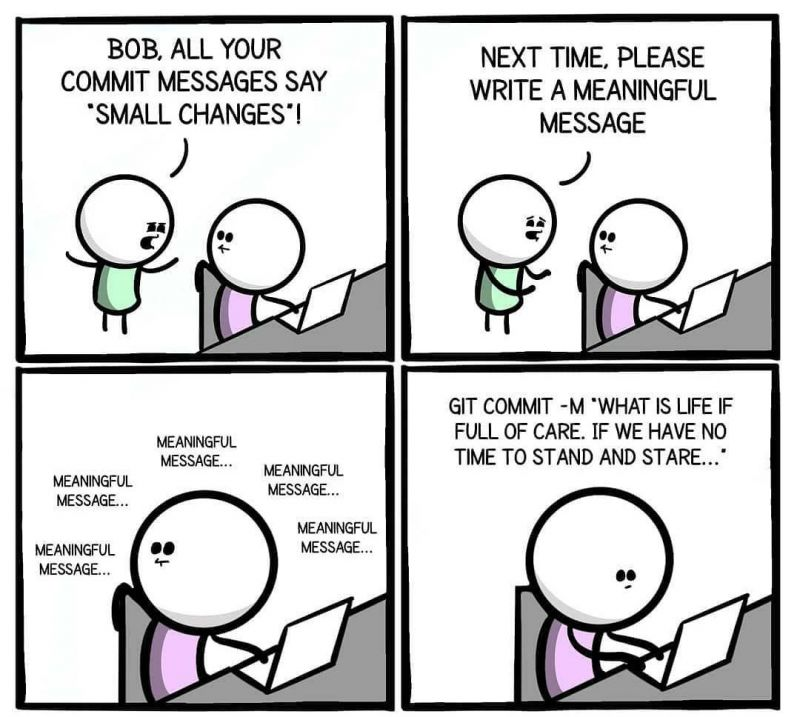 BOB, ALL YOUR
COMMIT MESSAGES SAY
"SMALL CHANGES"!
NEXT TIME, PLEASE
WRITE A MEANINGFUL
MESSAGE
MEANINGFUL
MESSAGE...
MEANINGFUL
MESSAGE...
MEANINGFUL
MESSAGE...
MEANINGFUL
MESSAGE...
MEANINGFUL
MESSAGE...
GIT COMMIT -M "WHAT IS LIFE IF
FULL OF CARE. IF WE HAVE NO
TIME TO STAND AND STARE..."